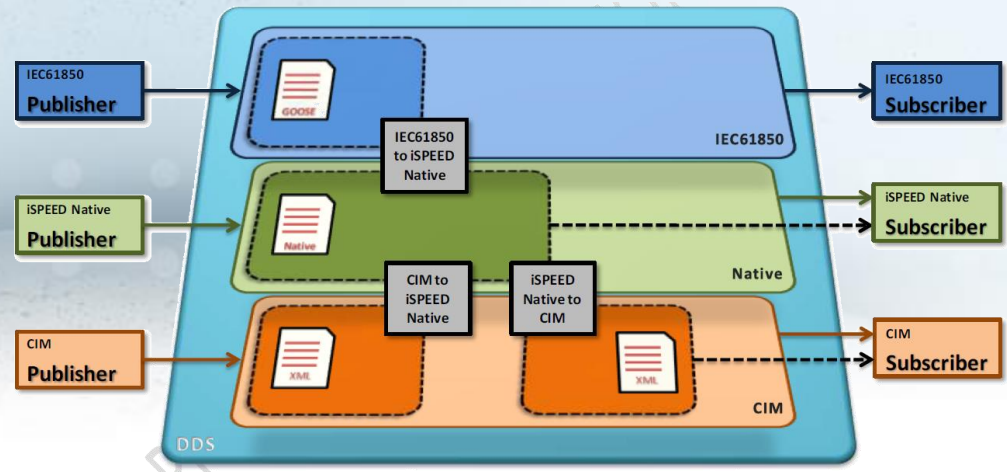 IEC61850
Publisher
GOOSE
IEC61850
IEC61850
Subscriber
IEC61850
to iSPEED
Native
iSPEED Native
Publisher
Native
Native
iSPEED Native
Subscriber
CIM to
iSPEED
Native
iSPEED
Native to
CIM
CIM
Publisher
XML
XML
CIM
CIM
Subscriber
DDS